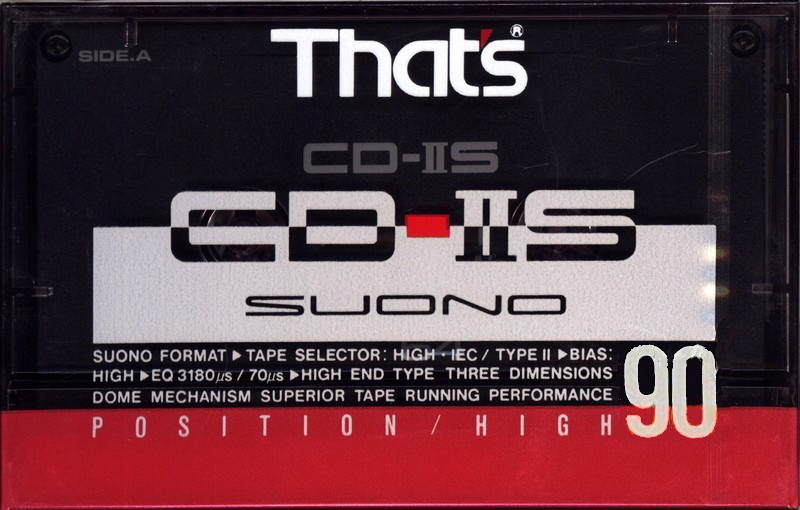 That's®
SIDE.A
CD-IIS
CD-IIS
SUONO
SUONO FORMAT ▶ TAPE SELECTOR: HIGH · IEC / TYPE II ▶ BIAS:
HIGH ▶ EQ 3180µs / 70µs ▶ HIGH END TYPE THREE DIMENSIONS
DOME MECHANISM SUPERIOR TAPE RUNNING PERFORMANCE
90
POSITION/HIGH